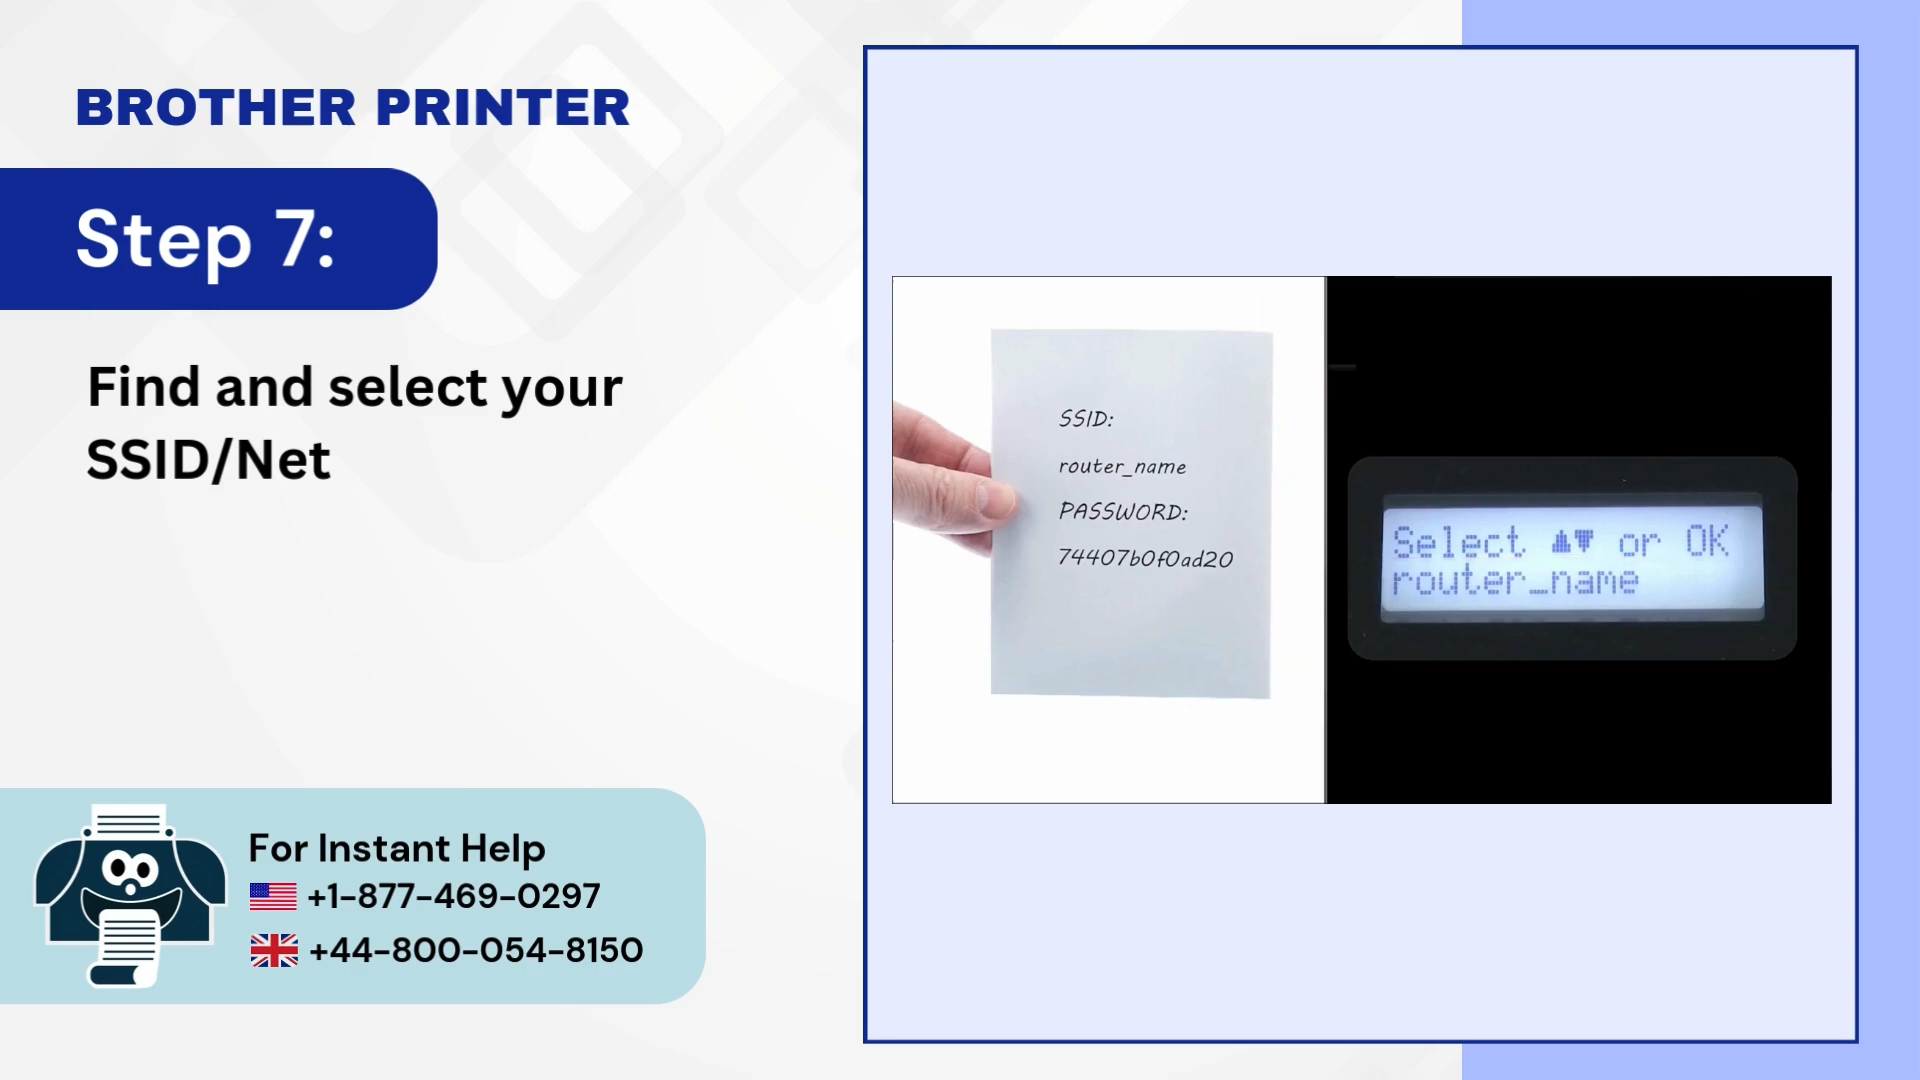 BROTHER PRINTER
Step 7:
Find and select your
SSID/Net
SSID:
router_name
PASSWORD:
74407b0f0ad20
Select ▲▼ or OK
router_name
For Instant Help
+1-877-469-0297
+44-800-054-8150